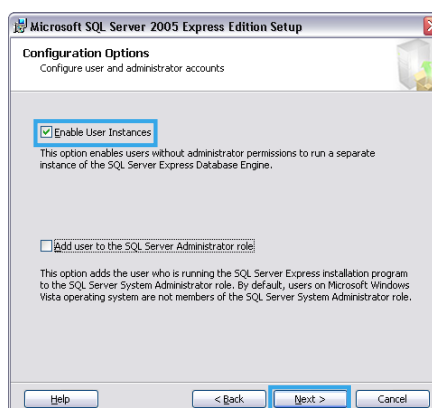 Microsoft SQL Server 2005 Express Edition Setup
Configuration Options
Configure user and administrator accounts
Enable User Instances
This option enables users without administrator permissions to run a separate
instance of the SQL Server Express Database Engine.
Add user to the SQL Server Administrator role
This option adds the user who is running the SQL Server Express installation program
to the SQL Server System Administrator role. By default, users on Microsoft Windows
Vista operating system are not members of the SQL Server System Administrator role.
Help < Back Next > Cancel